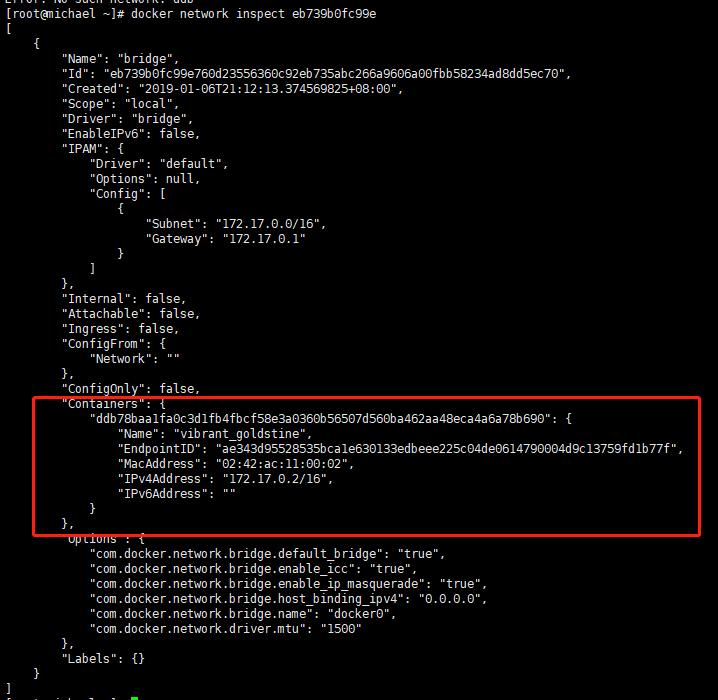 Error: No such network: ddb
[root@michael ~]# docker network inspect eb739b0fc99e
[
    {
        "Name": "bridge",
        "Id": "eb739b0fc99e760d23556360c92eb735abc266a9606a00fbb58234ad8dd5ec70",
        "Created": "2019-01-06T21:12:13.374569825+08:00",
        "Scope": "local",
        "Driver": "bridge",
        "EnableIPv6": false,
        "IPAM": {
            "Driver": "default",
            "Options": null,
            "Config": [
                {
                    "Subnet": "172.17.0.0/16",
                    "Gateway": "172.17.0.1"
                }
            ]
        },
        "Internal": false,
        "Attachable": false,
        "Ingress": false,
        "ConfigFrom": {
            "Network": ""
        },
        "ConfigOnly": false,
        "Containers": {
            "ddb78baa1fa0c3d1fb4fbcf58e3a0360b56507d560ba462aa48eca4a6a78b690": {
                "Name": "vibrant_goldstine",
                "EndpointID": "ae343d95528535bca1e630133edbeee225c04de0614790004d9c13759fd1b77f",
                "MacAddress": "02:42:ac:11:00:02",
                "IPv4Address": "172.17.0.2/16",
                "IPv6Address": ""
            }
        },
        "Options": {
            "com.docker.network.bridge.default_bridge": "true",
            "com.docker.network.bridge.enable_icc": "true",
            "com.docker.network.bridge.enable_ip_masquerade": "true",
            "com.docker.network.bridge.host_binding_ipv4": "0.0.0.0",
            "com.docker.network.bridge.name": "docker0",
            "com.docker.network.driver.mtu": "1500"
        },
        "Labels": {}
    }
]